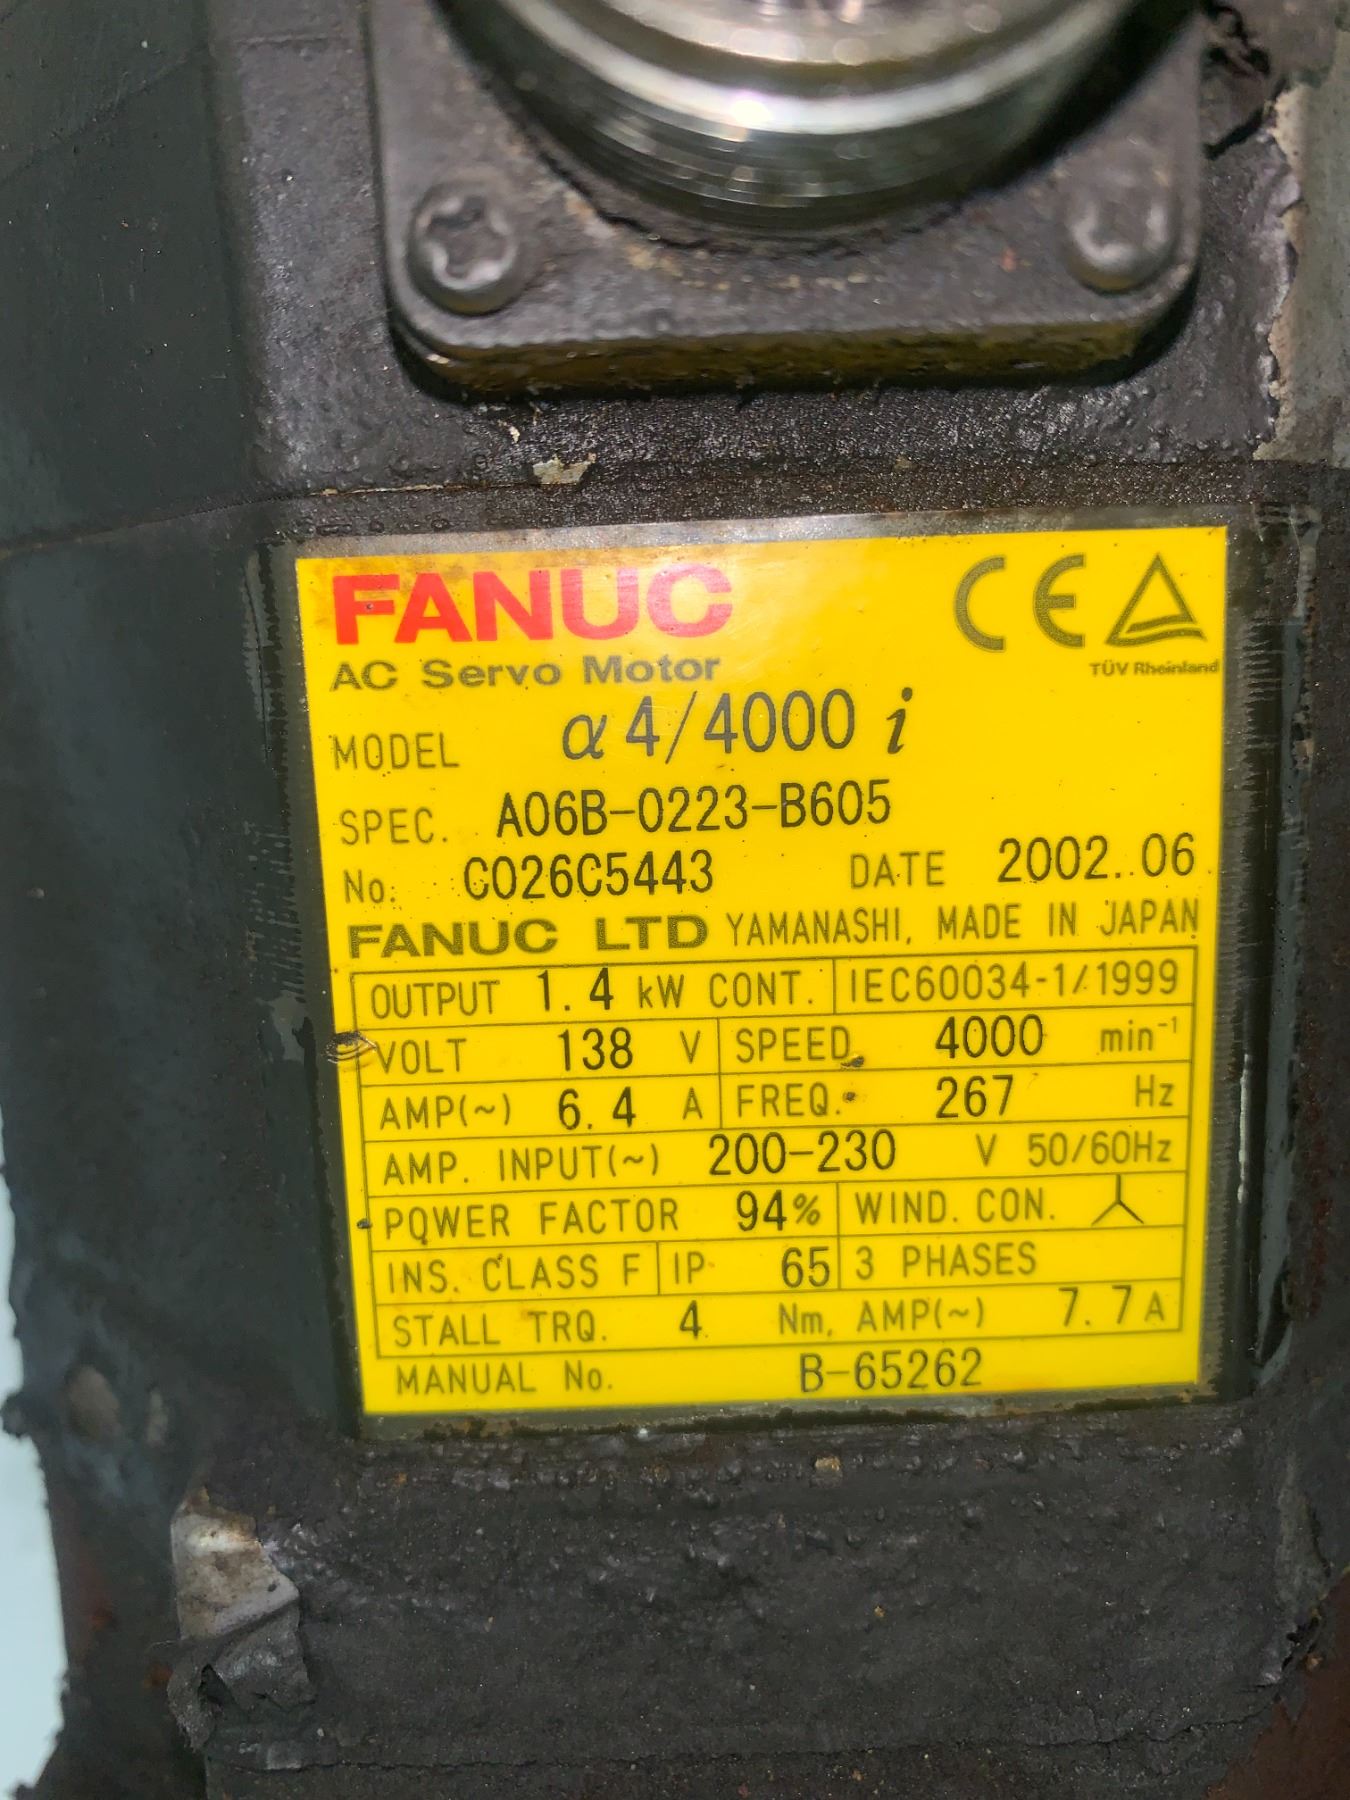 FANUC CE
AC Servo Motor TÜV Rheinland
MODEL α4/4000 i
SPEC. A06B-0223-B605
No. C026C5443 DATE 2002.06
FANUC LTD YAMANASHI, MADE IN JAPAN
OUTPUT 1.4 kW CONT. IEC60034-1/1999
VOLT 138 V SPEED 4000 min⁻¹
AMP(~) 6.4 A FREQ. 267 Hz
AMP. INPUT(~) 200-230 V 50/60Hz
POWER FACTOR 94% WIND. CON.
INS. CLASS F IP 65 3 PHASES
STALL TRQ. 4 Nm, AMP(~) 7.7A
MANUAL No. B-65262